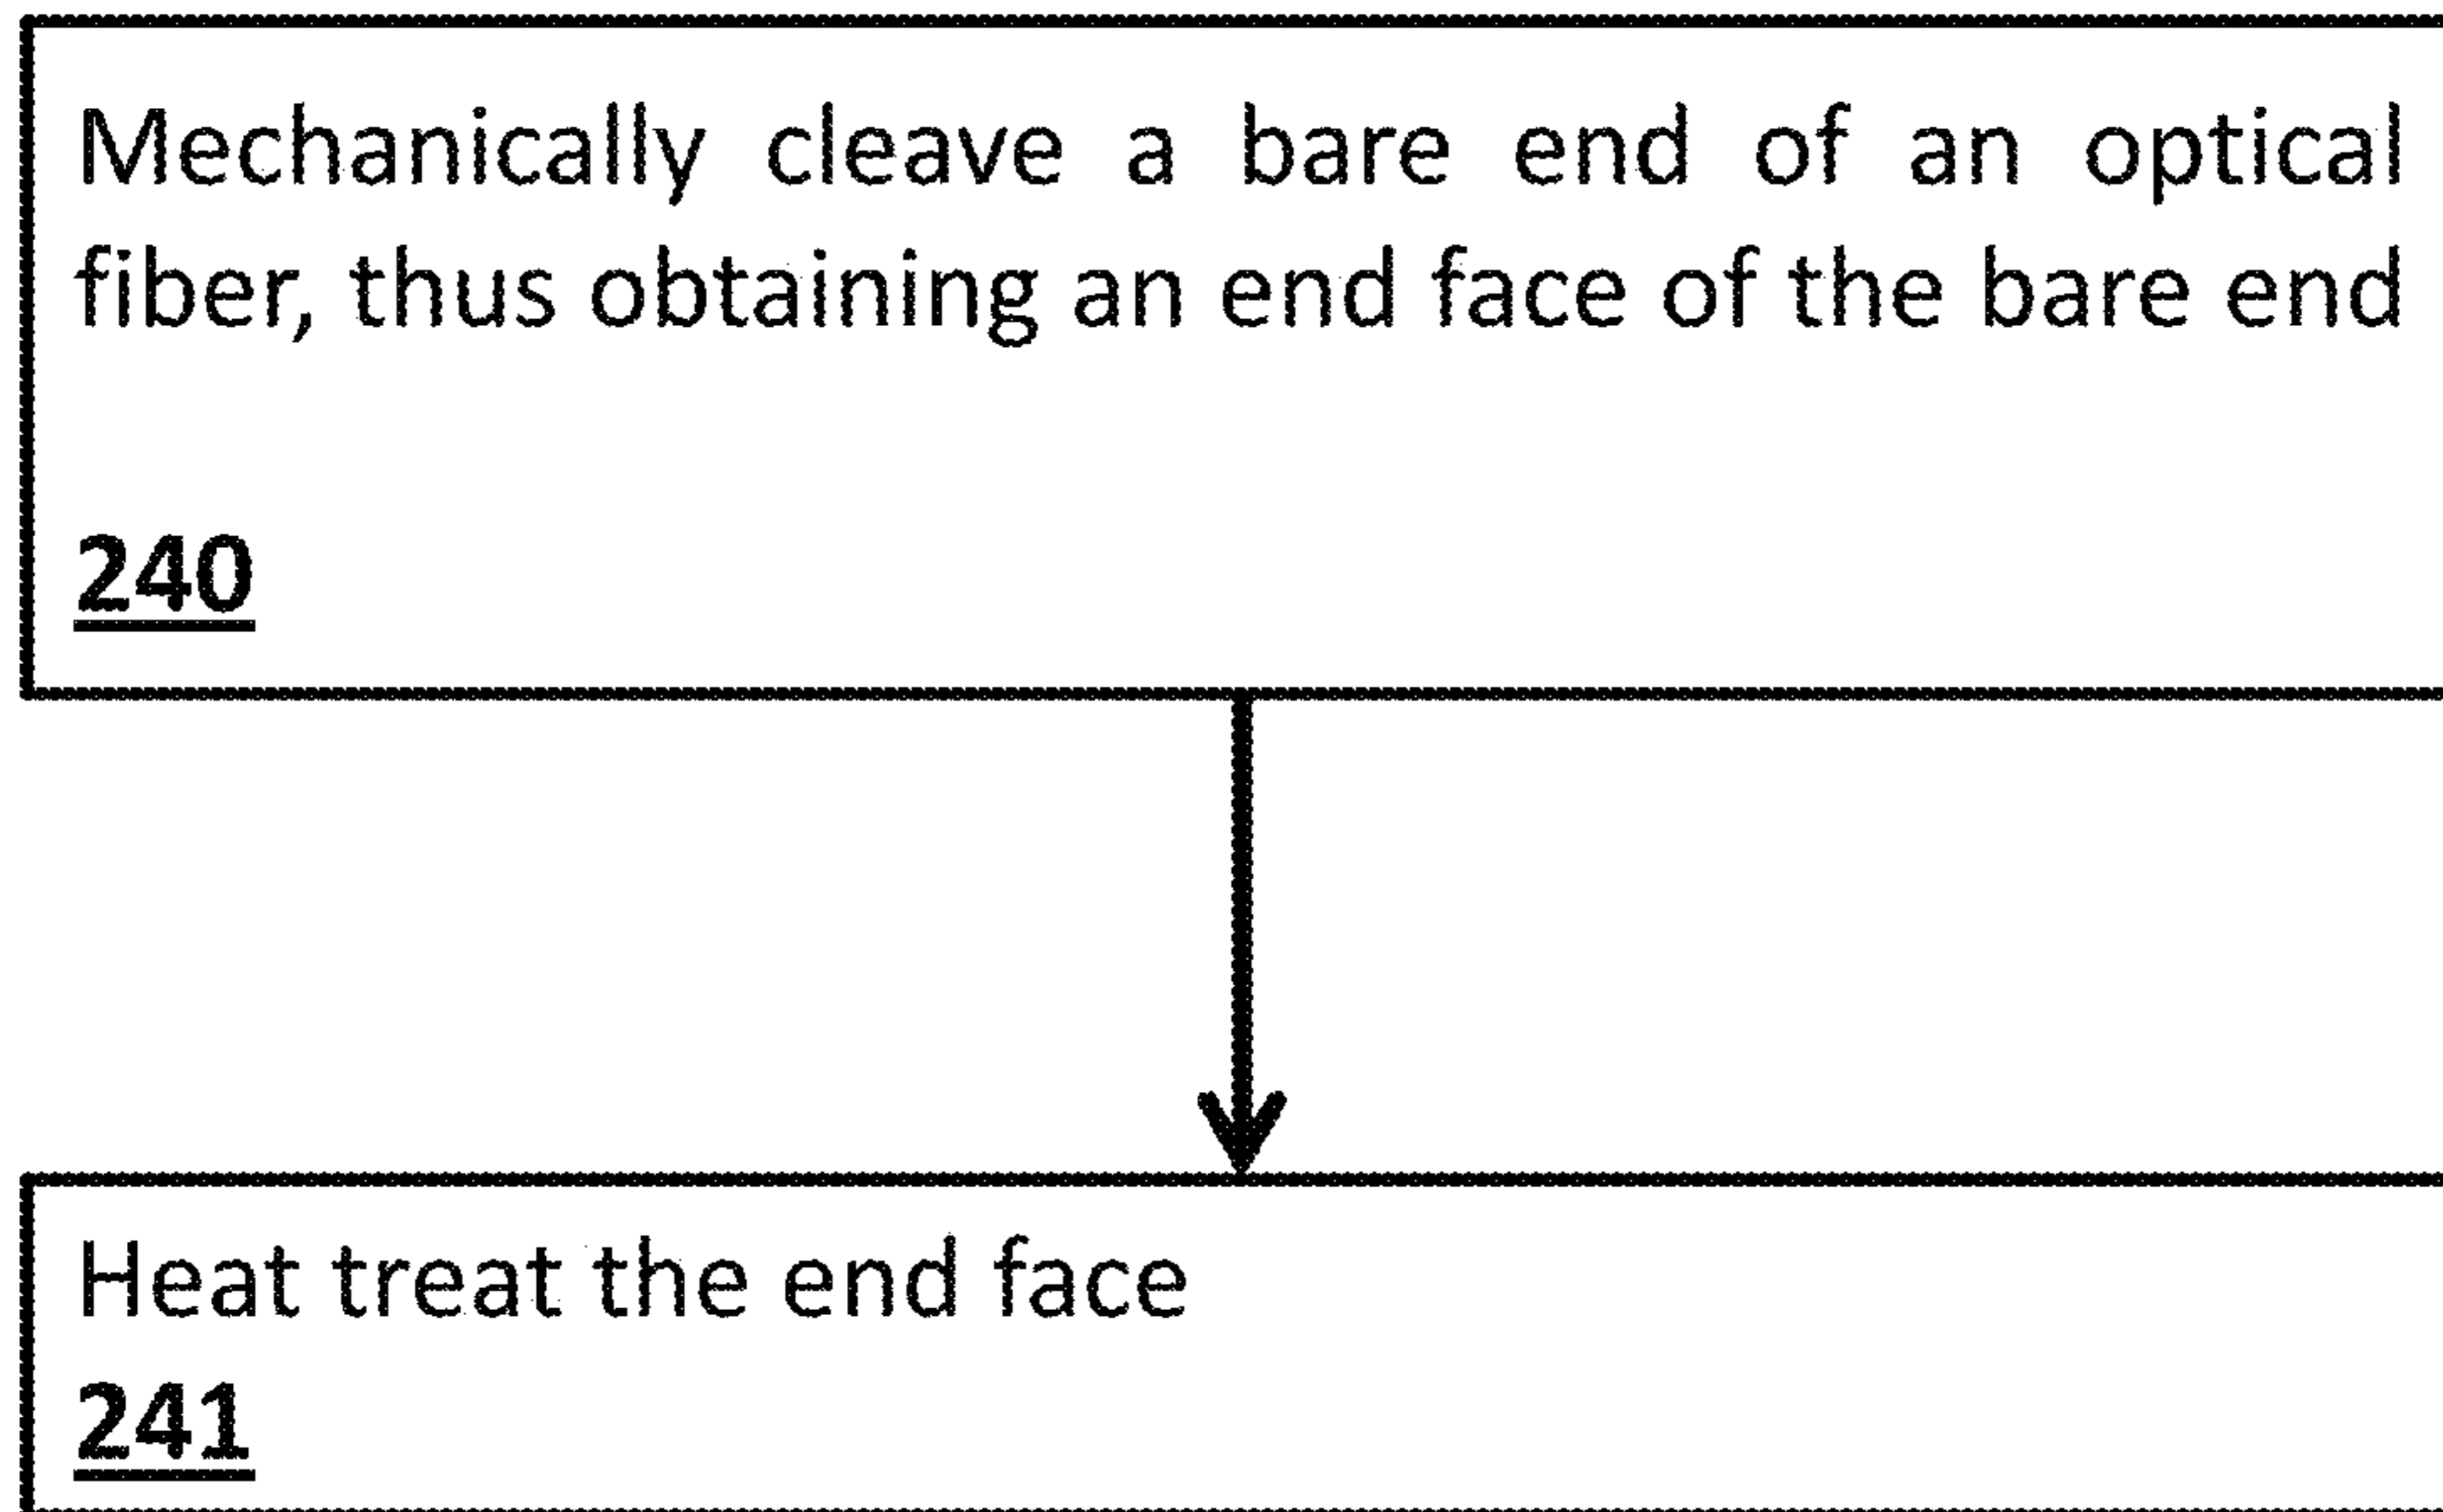 Mechanically cleave a bare end of an optical
fiber, thus obtaining an end face of the bare end
240
Heat treat the end face
241